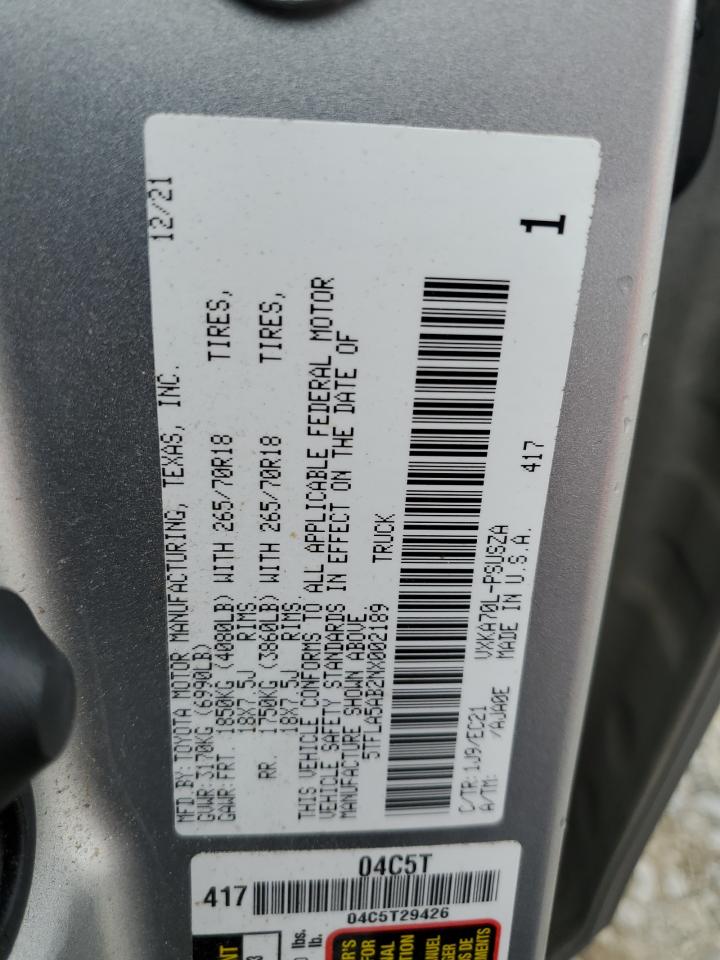 MFD BY: TOYOTA MOTOR MANUFACTURING, TEXAS, INC. 12/21
GVWR: 3170KG (6990LB)
GAWR: FRT. 1850KG (4080LB) WITH 265/70R18 TIRES,
18X7.5J RIMS
RR. 1750KG (3860LB) WITH 265/70R18 TIRES,
18X7.5J RIMS
THIS VEHICLE CONFORMS TO ALL APPLICABLE FEDERAL MOTOR
VEHICLE SAFETY STANDARDS IN EFFECT ON THE DATE OF
MANUFACTURE SHOWN ABOVE.
5TFLA5AB2NX002189 TRUCK
1
C/TR: 1J9/EC21 VXKA70L-PSUSZA 417
A/TM: /AJA0E MADE IN U.S.A.
04C5T
417
04C5T29426
lbs.
lb.